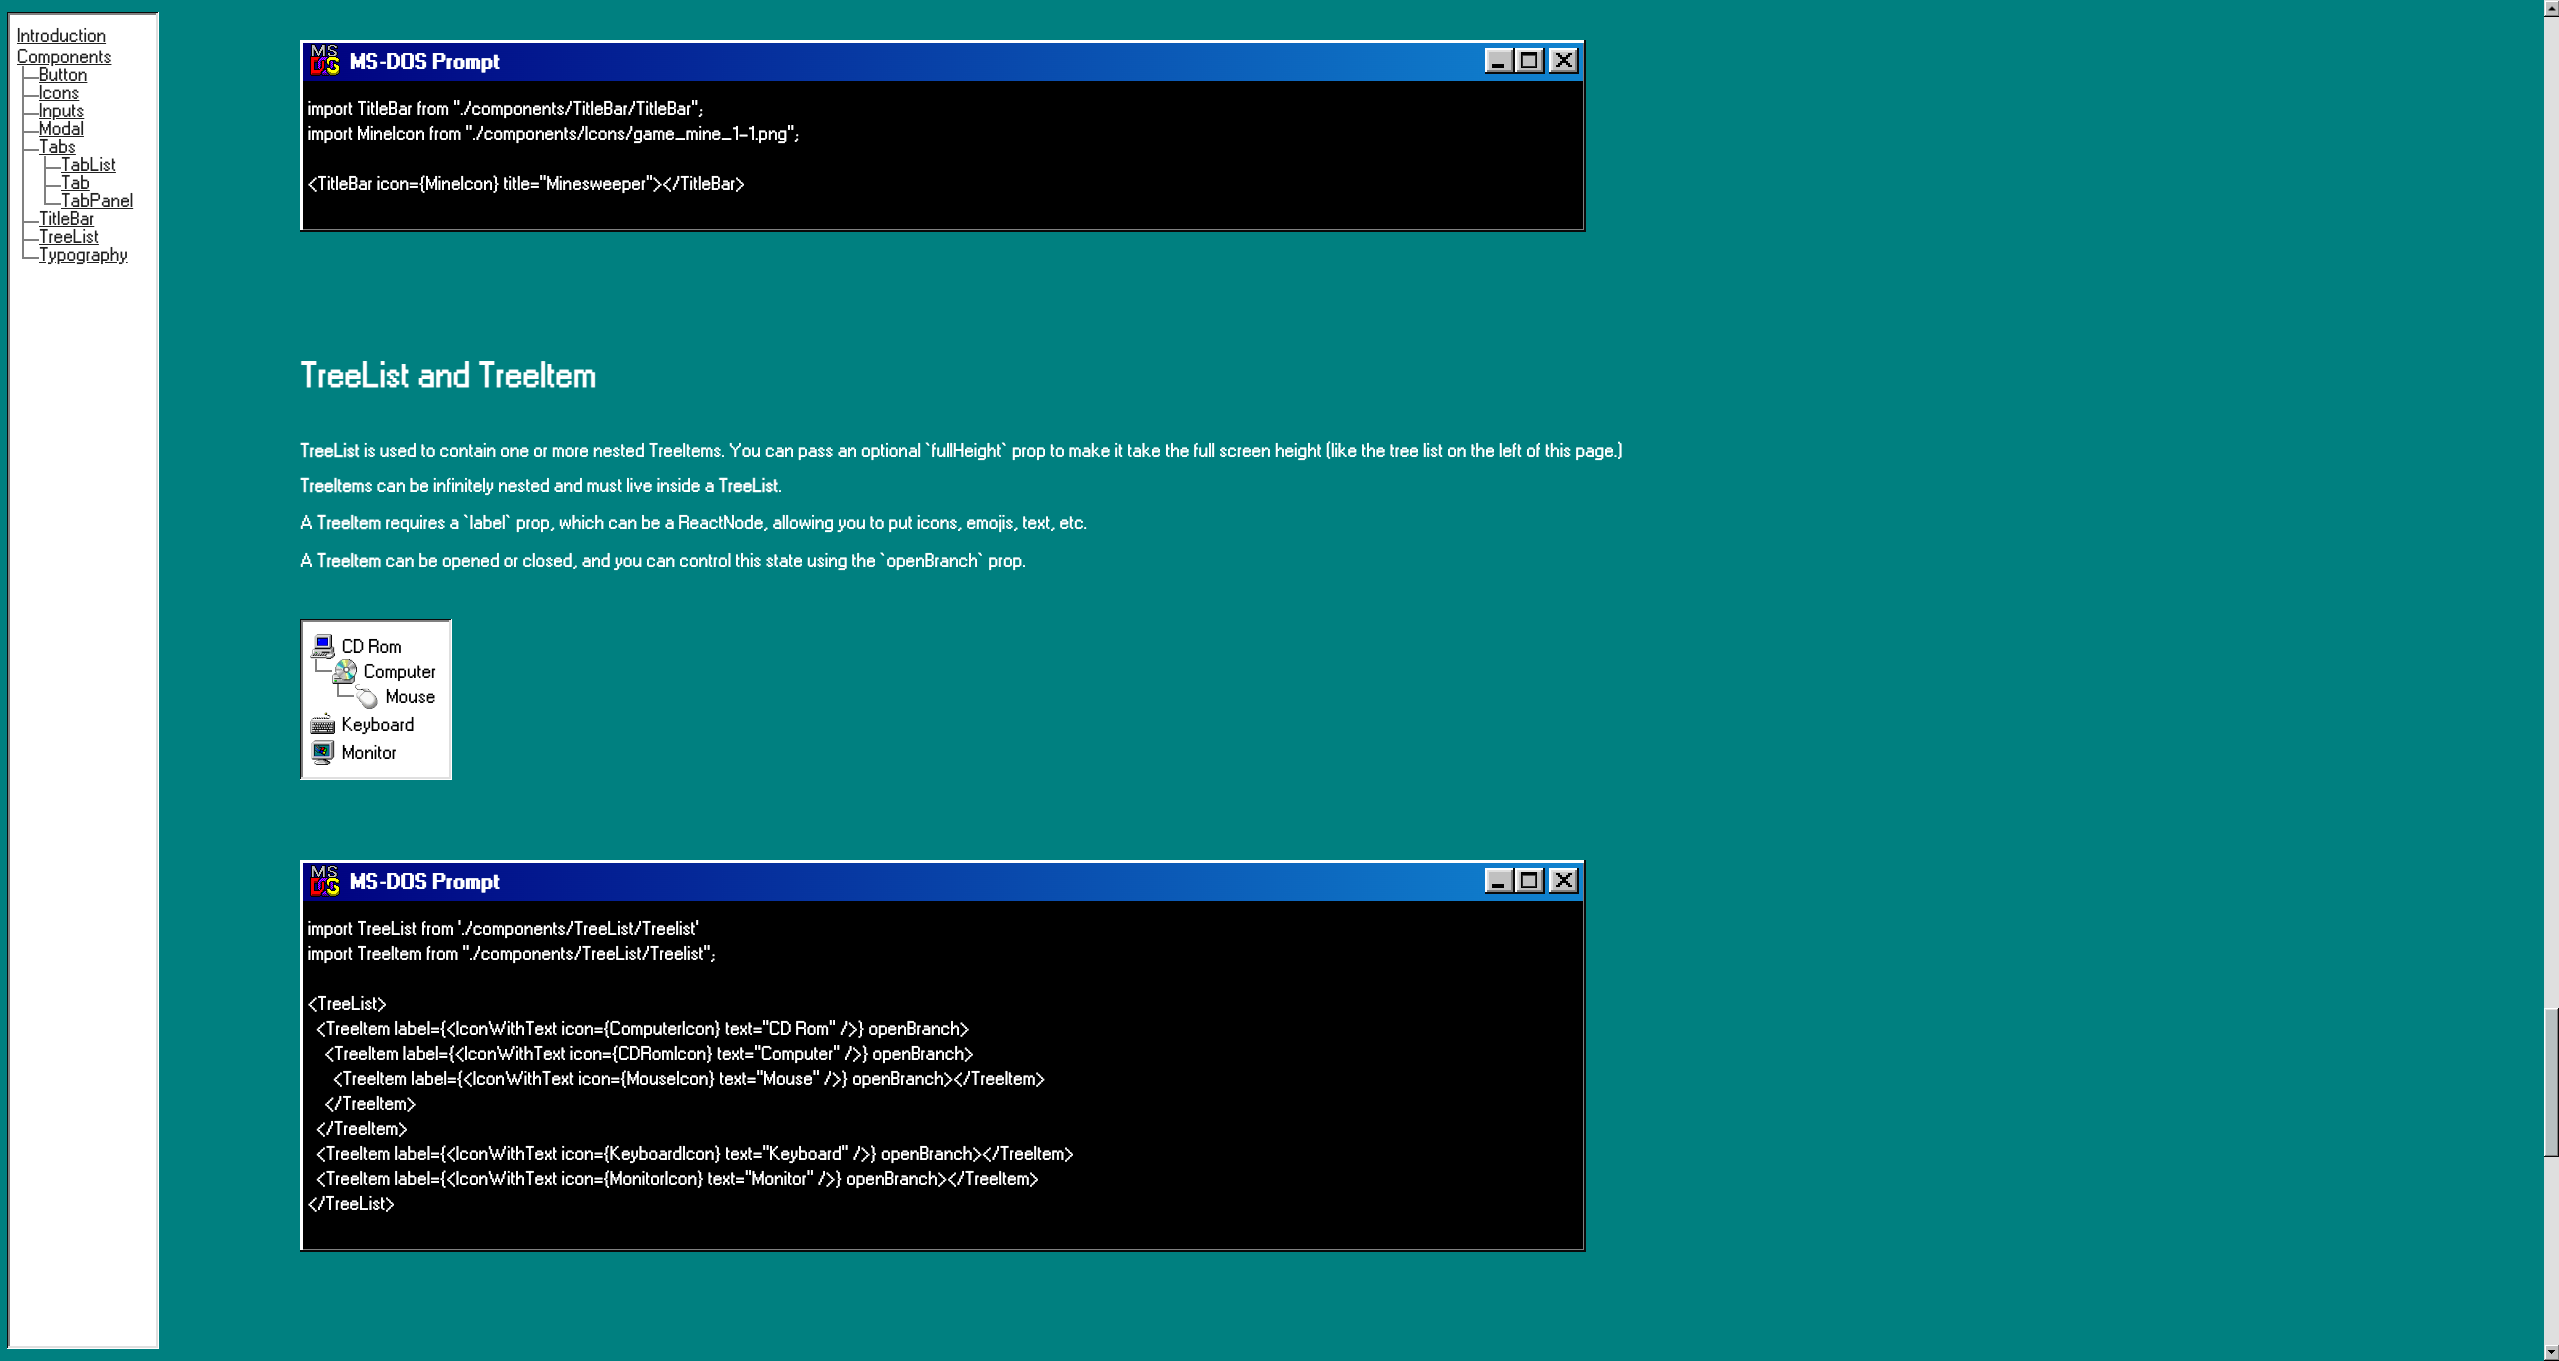 Introduction
Components
Button
Icons
Inputs
Modal
Tabs
TabList
Tab
TabPanel
TitleBar
TreeList
Typography
MS-DOS Prompt
import TitleBar from "./components/TitleBar/TitleBar";
import MineIcon from "./components/Icons/game_mine_1-1.png";
<TitleBar icon={MineIcon} title="Minesweeper"></TitleBar>
TreeList and TreeItem
TreeList is used to contain one or more nested TreeItems. You can pass an optional `fullHeight` prop to make it take the full screen height (like the tree list on the left of this page.)
TreeItems can be infinitely nested and must live inside a TreeList.
A TreeItem requires a `label` prop, which can be a ReactNode, allowing you to put icons, emojis, text, etc.
A TreeItem can be opened or closed, and you can control this state using the `openBranch` prop.
CD Rom
Computer
Mouse
Keyboard
Monitor
MS-DOS Prompt
import TreeList from './components/TreeList/Treelist'
import TreeItem from "./components/TreeList/Treelist";
<TreeList>
<TreeItem label={<IconWithText icon={ComputerIcon} text="CD Rom" />} openBranch>
<TreeItem label={<IconWithText icon={CDRomIcon} text="Computer" />} openBranch>
<TreeItem label={<IconWithText icon={MouseIcon} text="Mouse" />} openBranch></TreeItem>
</TreeItem>
</TreeItem>
<TreeItem label={<IconWithText icon={KeyboardIcon} text="Keyboard" />} openBranch></TreeItem>
<TreeItem label={<IconWithText icon={MonitorIcon} text="Monitor" />} openBranch></TreeItem>
</TreeList>